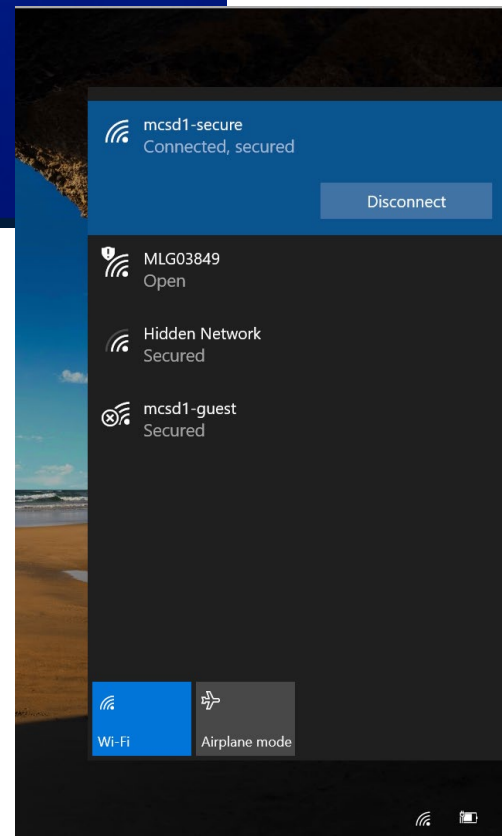 mcsd1-secure
Connected, secured
Disconnect
MLG03849
Open
Hidden Network
Secured
mcsd1-guest
Secured
Wi-Fi
Airplane mode